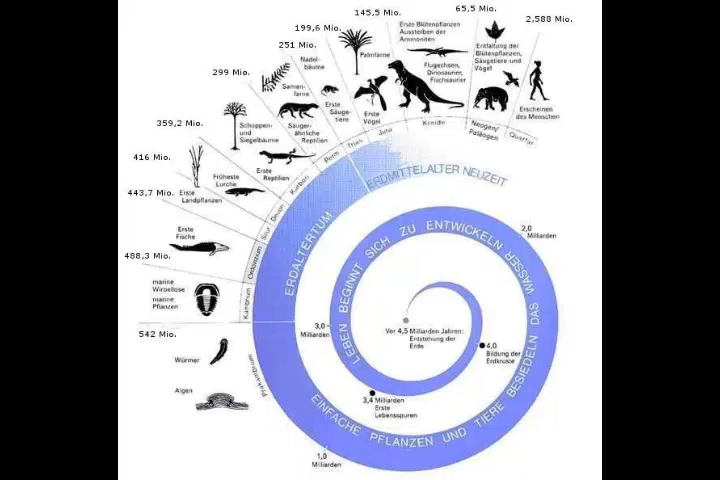 2,588 Mio.
65,5 Mio.
145,5 Mio.
199,6 Mio.
251 Mio.
299 Mio.
359,2 Mio.
416 Mio.
443,7 Mio.
488,3 Mio.
542 Mio.
Erscheinen
des Menschen
Entfaltung der
Blütenpflanzen,
Säugetiere und
Vögel
Erste Blütenpflanzen
Aussterben der
Ammoniten
Flugechsen,
Dinosaurier,
Fischsaurier
Palmfarne
Erste
Vögel
Nadel-
bäume
Erste
Säuge-
tiere
Samen-
farne
Säuger-
ähnliche
Reptilien
Schuppen-
und
Siegelbäume
Erste
Reptilien
Früheste
Lurche
Erste
Landpflanzen
Erste
Fische
marine
Wirbellose
marine
Pflanzen
Würmer
Algen
Quartär
Neogen/
Paläogen
Kreide
Jura
Trias
Perm
Karbon
Devon
Silur
Ordovizium
Kambrium
Präkambrium
ERDALTERTUM
ERDMITTELALTER NEUZEIT
LEBEN BEGINNT SICH ZU ENTWICKELN
EINFACHE PFLANZEN UND TIERE BESIEDELN DAS WASSER
Vor 4,5 Milliarden Jahren:
Entstehung der
Erde
4,0
Bildung der
Erdkruste
3,4 Milliarden
Erste
Lebensspuren
3,0
Milliarden
2,0
Milliarden
1,0
Milliarden